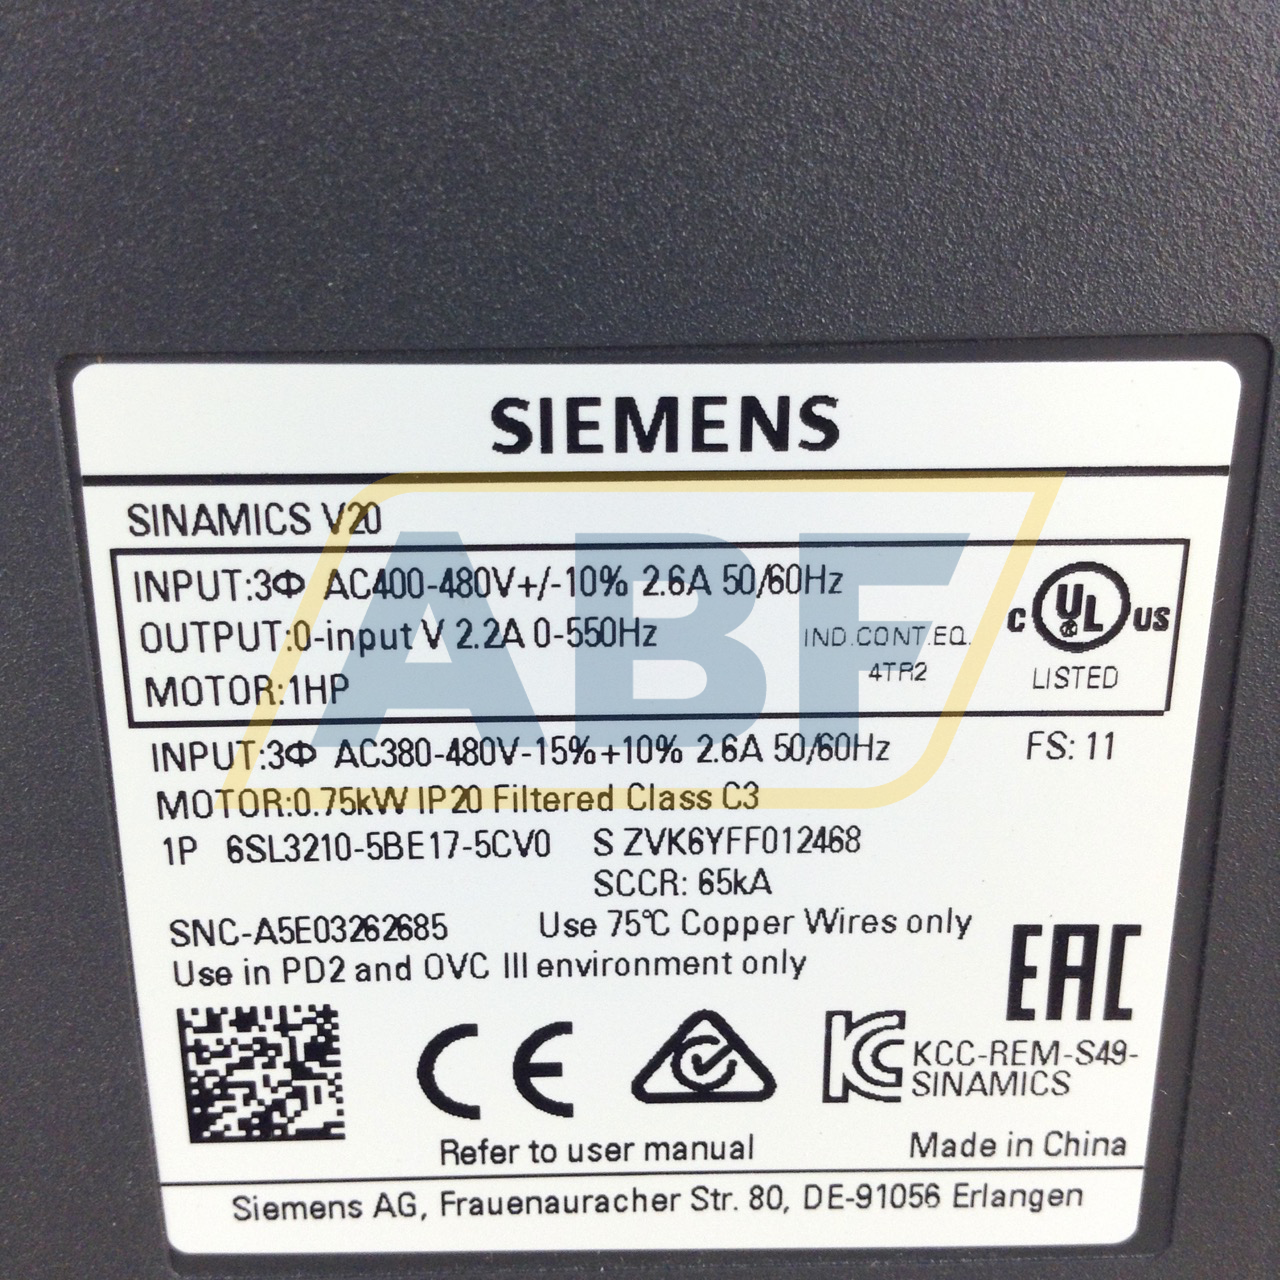 SIEMENS
SINAMICS V20
INPUT:3Φ AC400-480V+/-10% 2.6A 50/60Hz
OUTPUT:0-input V 2.2A 0-550Hz
MOTOR:1HP
IND.CONT.EQ.
4TR2
C UL US
LISTED
INPUT:3Φ AC380-480V-15%+10% 2.6A 50/60Hz
FS: 11
MOTOR:0.75kW IP20 Filtered Class C3
1P 6SL3210-5BE17-5CV0 S ZVK6YFF012468
SCCR: 65kA
SNC-A5E03262685 Use 75℃ Copper Wires only
Use in PD2 and OVC III environment only
EAC
CE
KC
KCC-REM-S49-
SINAMICS
Refer to user manual
Made in China
Siemens AG, Frauenauracher Str. 80, DE-91056 Erlangen
ABF